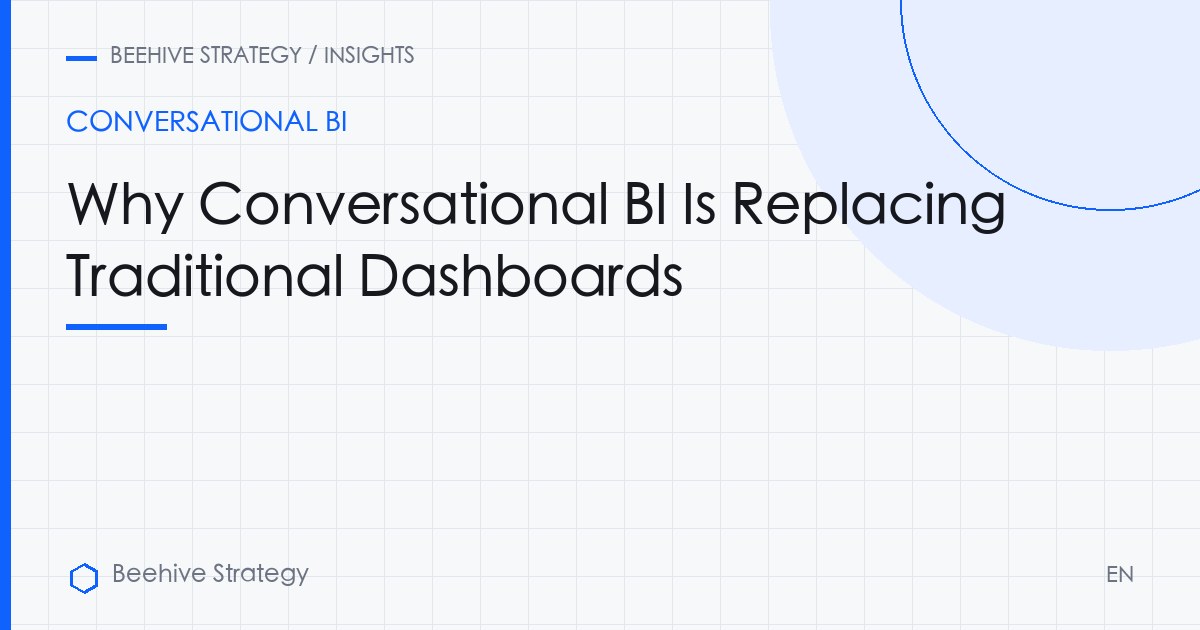 BEEHIVE STRATEGY / INSIGHTS
CONVERSATIONAL BI
Why Conversational BI Is Replacing
Traditional Dashboards
Beehive Strategy
EN